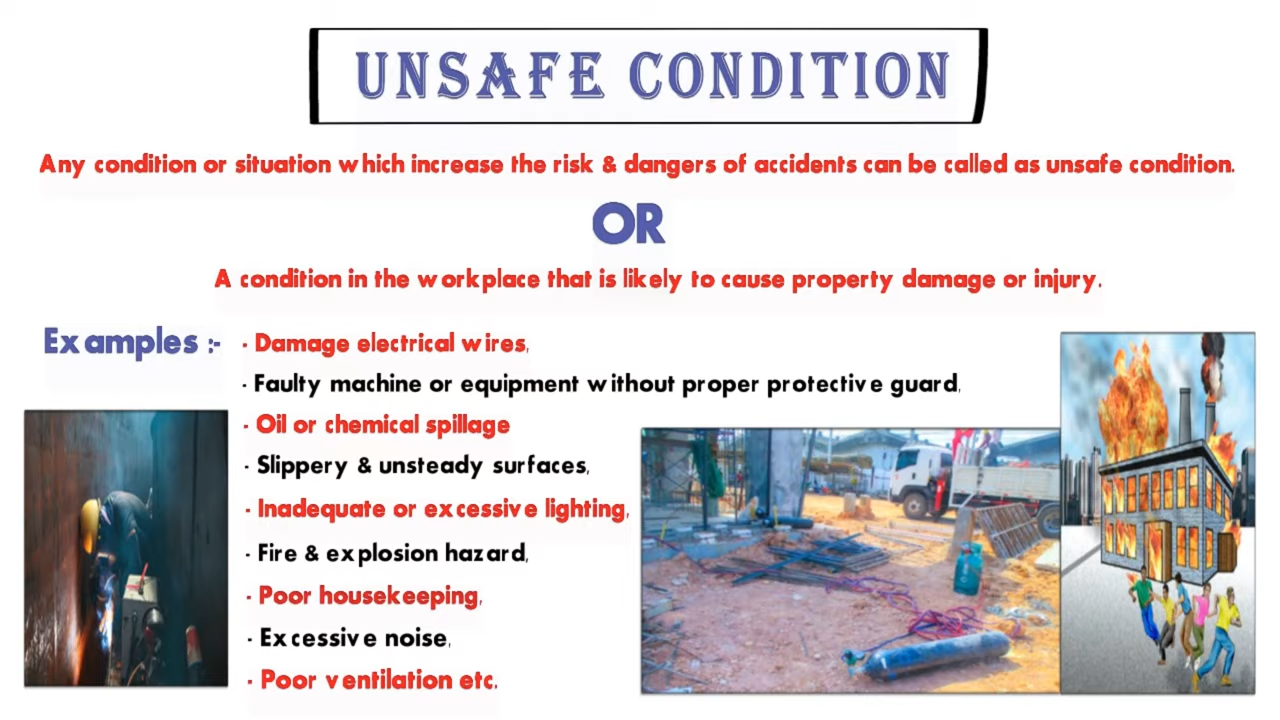 UNSAFE CONDITION
Any condition or situation which increase the risk & dangers of accidents can be called as unsafe condition.
OR
A condition in the workplace that is likely to cause property damage or injury.
Examples :-
· Damage electrical wires,
· Faulty machine or equipment without proper protective guard,
· Oil or chemical spillage
· Slippery & unsteady surfaces,
· Inadequate or excessive lighting,
· Fire & explosion hazard,
· Poor housekeeping,
· Excessive noise,
· Poor ventilation etc.